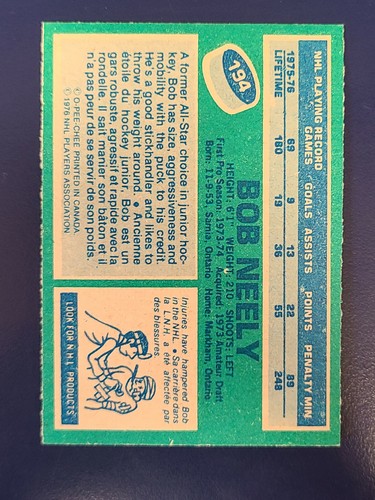 194
BOB NEELY
HEIGHT: 6'1" WEIGHT: 210 SHOOTS: LEFT
First Pro Season: 1973-74 Acquired: 1973 Amateur Draft
Born: 11-9-53, Sarnia, Ontario Home: Markham, Ontario
NHL PLAYING RECORD
GAMES GOALS ASSISTS POINTS PENALTY MIN.
1975-76 69 9 13 22 89
LIFETIME 180 19 36 55 248
A former All-Star choice in junior hoc-
key, Bob has size, aggressiveness and
mobility with the puck to his credit.
He's a good stickhandler and likes to
throw his weight around. • Ancienne
étoile du hockey junior, Bob est un
gars robuste, agressif et rapide avec la
rondelle. Il sait manier son bâton et il
n'a pas peur de se servir de son poids.
© O-PEE-CHEE PRINTED IN CANADA
© 1976 NHL PLAYERS ASSOCIATION
Injuries have hampered Bob
in the NHL. • Sa carrière dans
la L.N.H. a été affectée par
des blessures.
LOOK FOR N.H.L. PRODUCTS